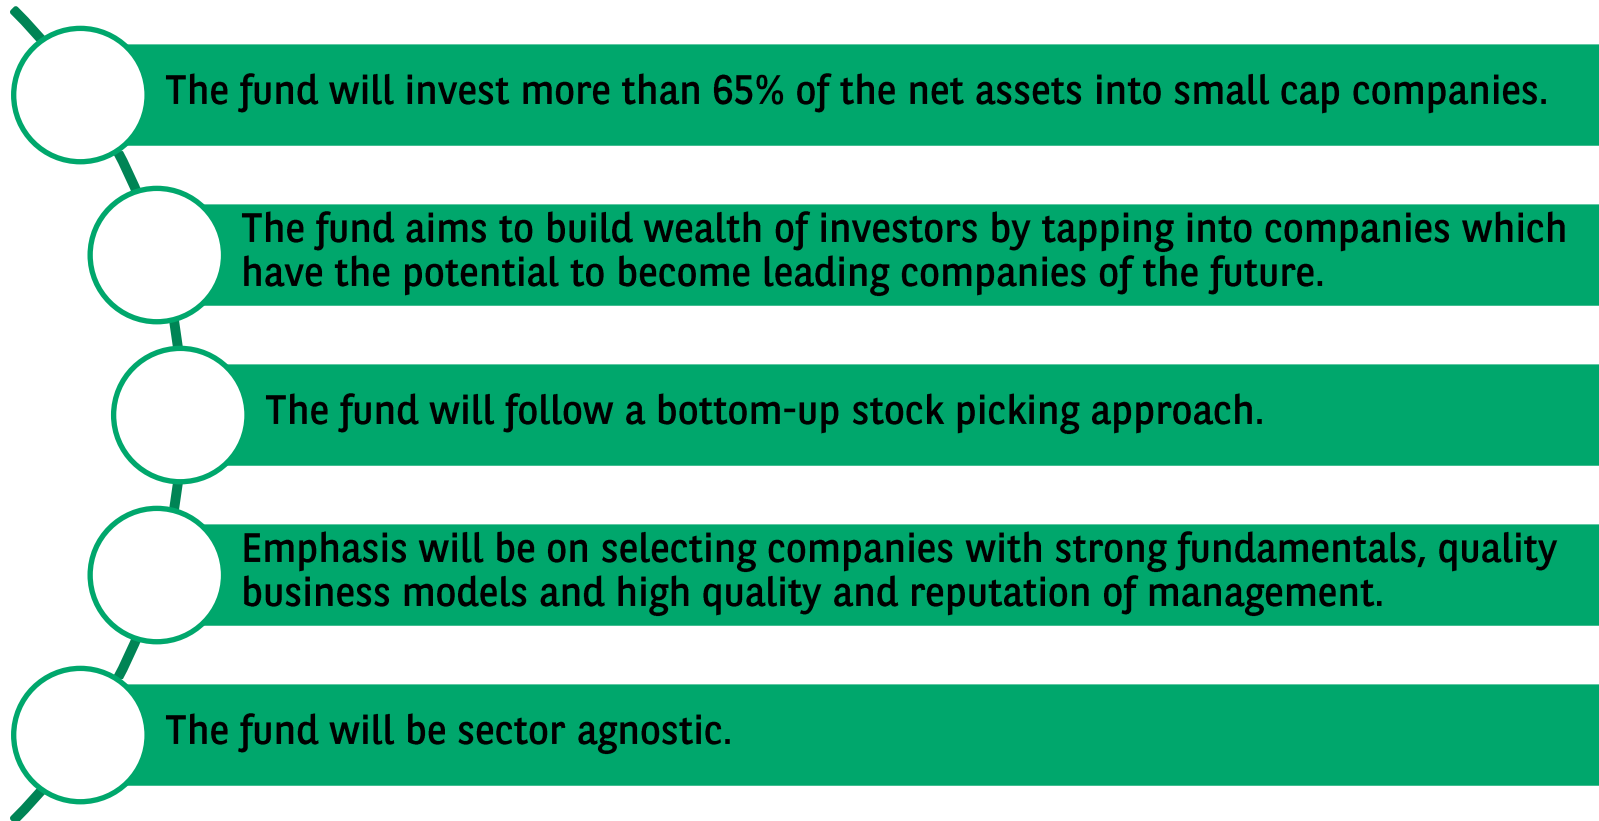 The fund will invest more than 65% of the net assets into small cap companies.
The fund aims to build wealth of investors by tapping into companies which
have the potential to become leading companies of the future.
The fund will follow a bottom-up stock picking approach.
Emphasis will be on selecting companies with strong fundamentals, quality
business models and high quality and reputation of management.
The fund will be sector agnostic.